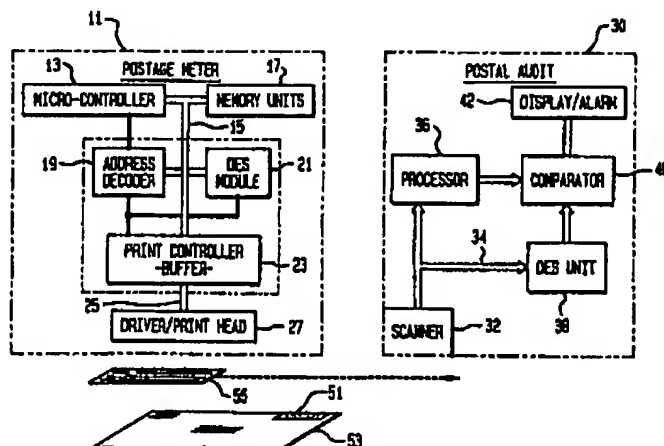 11
30
POSTAGE METER
13
17
MICRO-CONTROLLER
MEMORY UNITS
15
19
ADDRESS
DECODER
DES
MODULE
21
PRINT CONTROLLER
-BUFFER-
23
25
DRIVER/PRINT HEAD
27
POSTAL AUDIT
42
DISPLAY/ALARM
36
PROCESSOR
COMPARATOR
34
DES UNIT
38
SCANNER
32
55
51
53